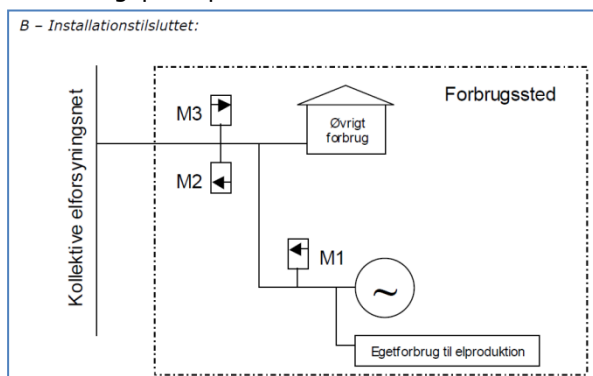 B – Installationstilsluttet:
Kollektive elforsyningsnet
Forbrugssted
M3
Øvrigt
forbrug
M2
M1
~
Egetforbrug til elproduktion